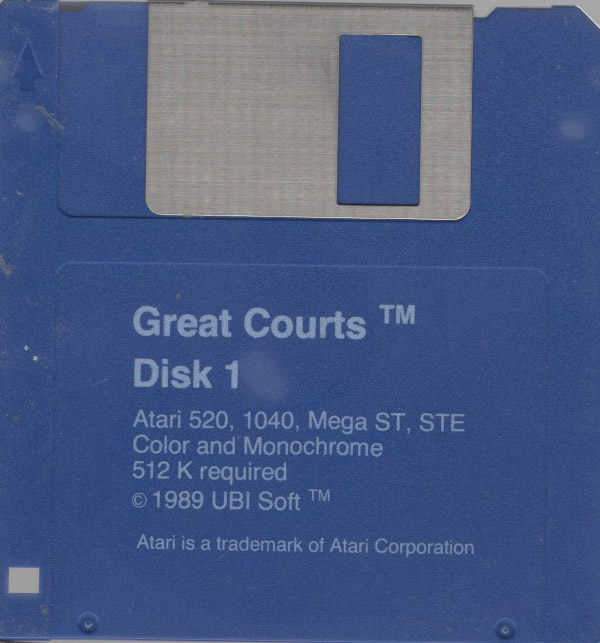 Great Courts ™
Disk 1
Atari 520, 1040, Mega ST, STE
Color and Monochrome
512 K required
© 1989 UBI Soft ™
Atari is a trademark of Atari Corporation